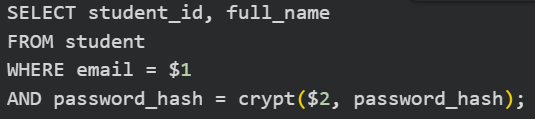 SELECT student_id, full_name
FROM student
WHERE email = $1
AND password_hash = crypt($2, password_hash);